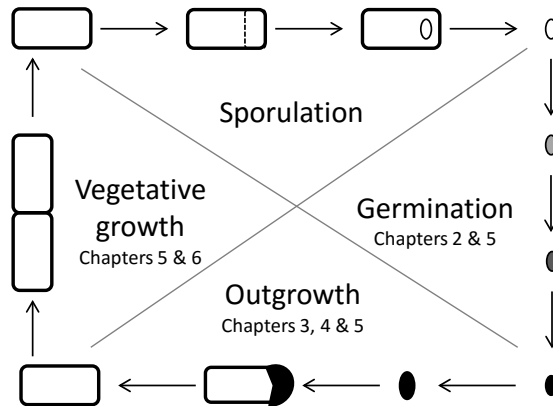 Sporulation
Vegetative
growth
Chapters 5 & 6
Germination
Chapters 2 & 5
Outgrowth
Chapters 3, 4 & 5